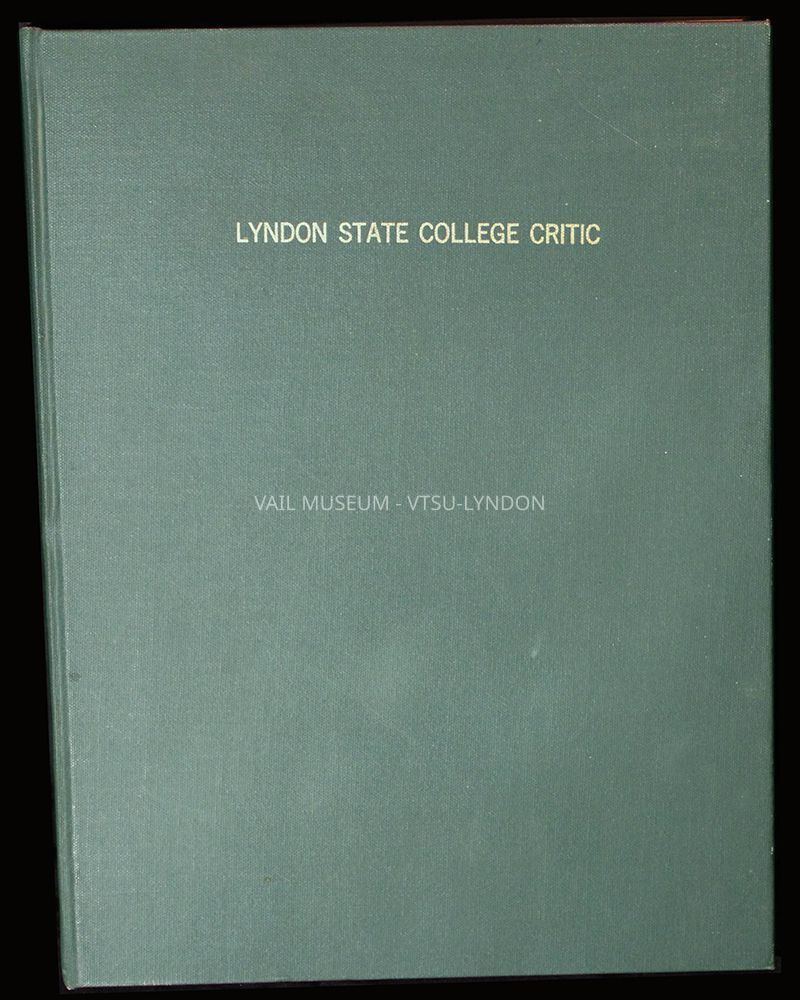 LYNDON STATE COLLEGE CRITIC
VAIL MUSEUM - VTSU-LYNDON